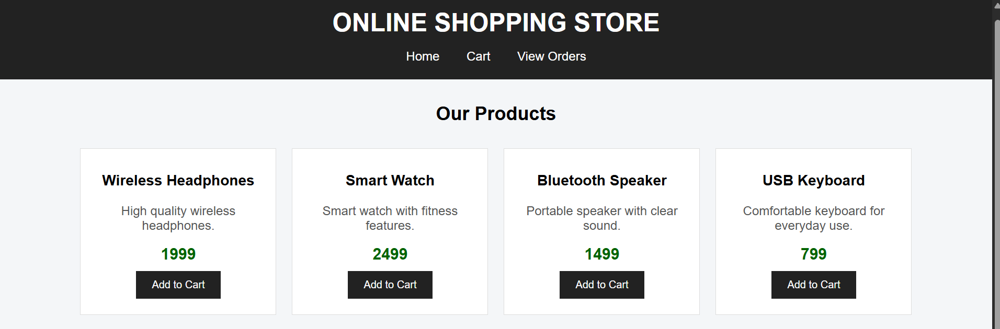 ONLINE SHOPPING STORE
Home Cart View Orders
Our Products
Wireless Headphones
High quality wireless
headphones.
1999
Add to Cart
Smart Watch
Smart watch with fitness
features.
2499
Add to Cart
Bluetooth Speaker
Portable speaker with clear
sound.
1499
Add to Cart
USB Keyboard
Comfortable keyboard for
everyday use.
799
Add to Cart